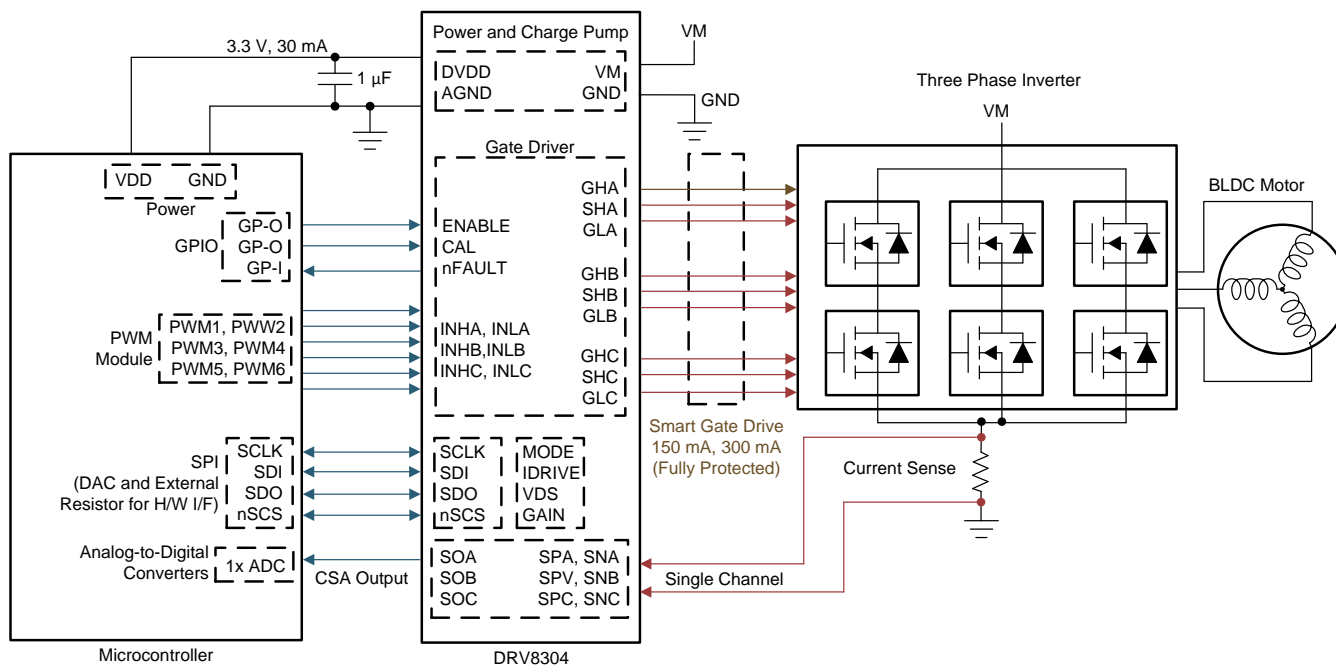 Power and Charge Pump
VM
3.3 V, 30 mA
1 µF
DVDD
VM
AGND
GND
GND
Three Phase Inverter
VM
Gate Driver
BLDC Motor
VDD
GND
Power
GPIO
GP-O
GP-O
GP-I
ENABLE
CAL
nFAULT
GHA
SHA
GLA
GHB
SHB
GLB
PWM
Module
PWM1, PWW2
PWM3, PWM4
PWM5, PWM6
INHA, INLA
INHB,INLB
INHC, INLC
GHC
SHC
GLC
Smart Gate Drive
150 mA, 300 mA
(Fully Protected)
SPI
(DAC and External
Resistor for H/W I/F)
SCLK
SDI
SDO
nSCS
SCLK
SDI
SDO
nSCS
MODE
IDRIVE
VDS
GAIN
Current Sense
Analog-to-Digital
Converters
1x ADC
CSA Output
SOA
SOB
SOC
SPA, SNA
SPV, SNB
SPC, SNC
Single Channel
Microcontroller
DRV8304